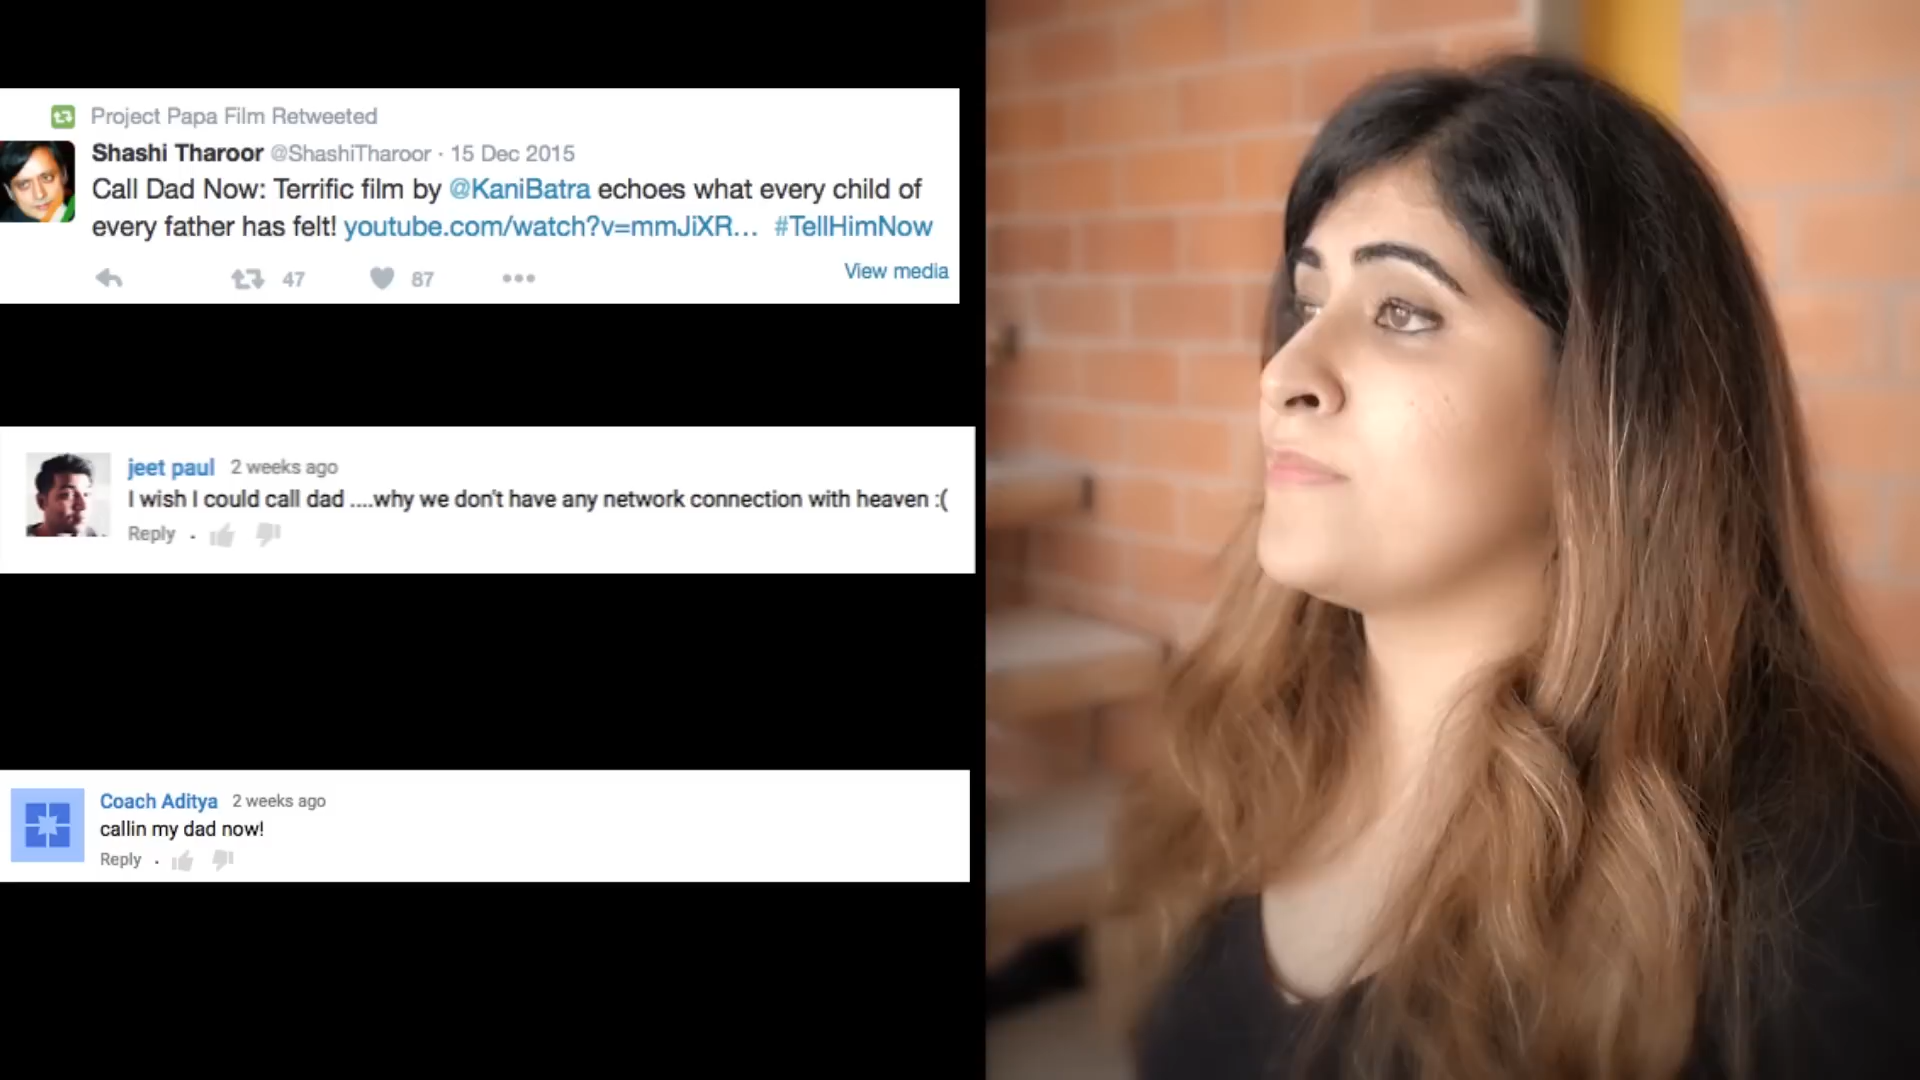 Project Papa Film Retweeted
Shashi Tharoor @ShashiTharoor · 15 Dec 2015
Call Dad Now: Terrific film by @KaniBatra echoes what every child of
every father has felt! youtube.com/watch?v=mmJiXR... #TellHimNow
47 87 View media
jeet paul 2 weeks ago
I wish I could call dad ....why we don't have any network connection with heaven :(
Reply ·
Coach Aditya 2 weeks ago
callin my dad now!
Reply ·